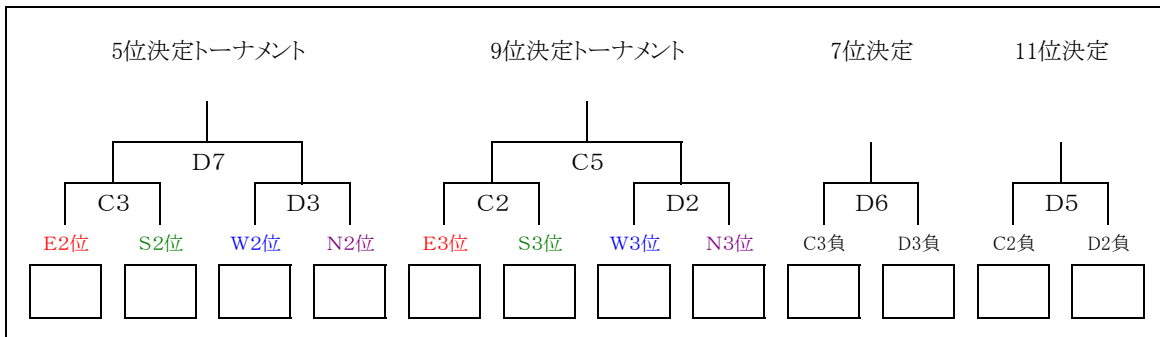 5位決定トーナメント 9位決定トーナメント 7位決定 11位決定
D7 C5
C3 D3 C2 D2 D6 D5
E2位 S2位 W2位 N2位 E3位 S3位 W3位 N3位 C3負 D3負 C2負 D2負